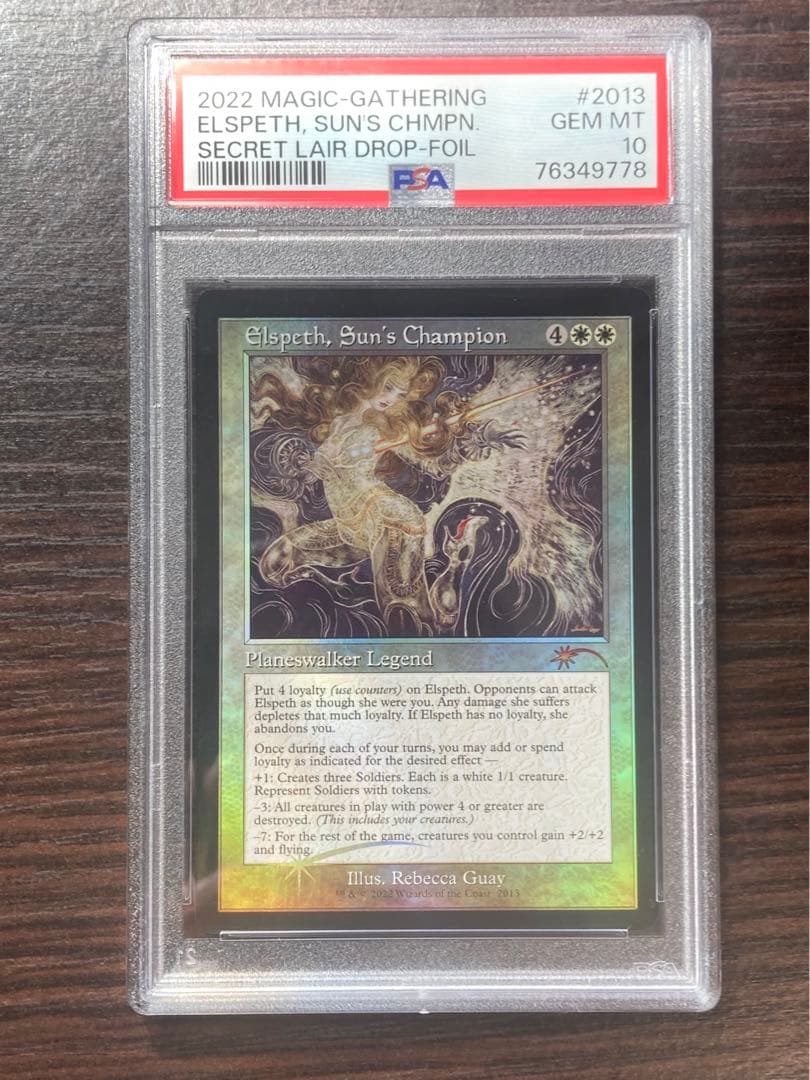 2022 MAGIC-GATHERING #2013
ELSPETH, SUN'S CHMPN. GEM MT
SECRET LAIR DROP-FOIL 10
PSA 76349778
Elspeth, Sun's Champion 4
Planeswalker Legend
Put 4 loyalty (use counters) on Elspeth. Opponents can attack
Elspeth as though she were you. Any damage she suffers
depletes that much loyalty. If Elspeth has no loyalty, she
abandons you.
Once during each of your turns, you may add or spend
loyalty as indicated for the desired effect —
+1: Creates three Soldiers. Each is a white 1/1 creature.
Represent Soldiers with tokens.
–3: All creatures in play with power 4 or greater are
destroyed. (This includes your creatures.)
–7: For the rest of the game, creatures you control gain +2/+2
and flying.
Illus. Rebecca Guay
™ & © 2022 Wizards of the Coast 2013
PSA